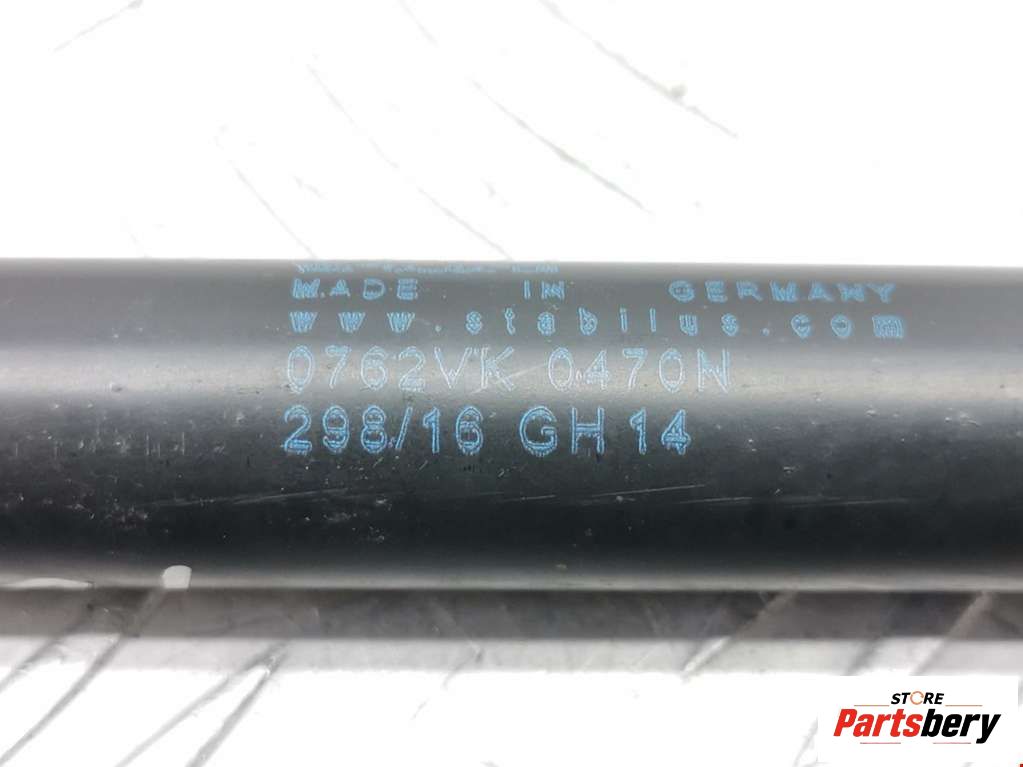 MADE IN GERMANY
www.stabilus.com
0762VK 0470N
298/16 GH 14
STORE
Partsbery